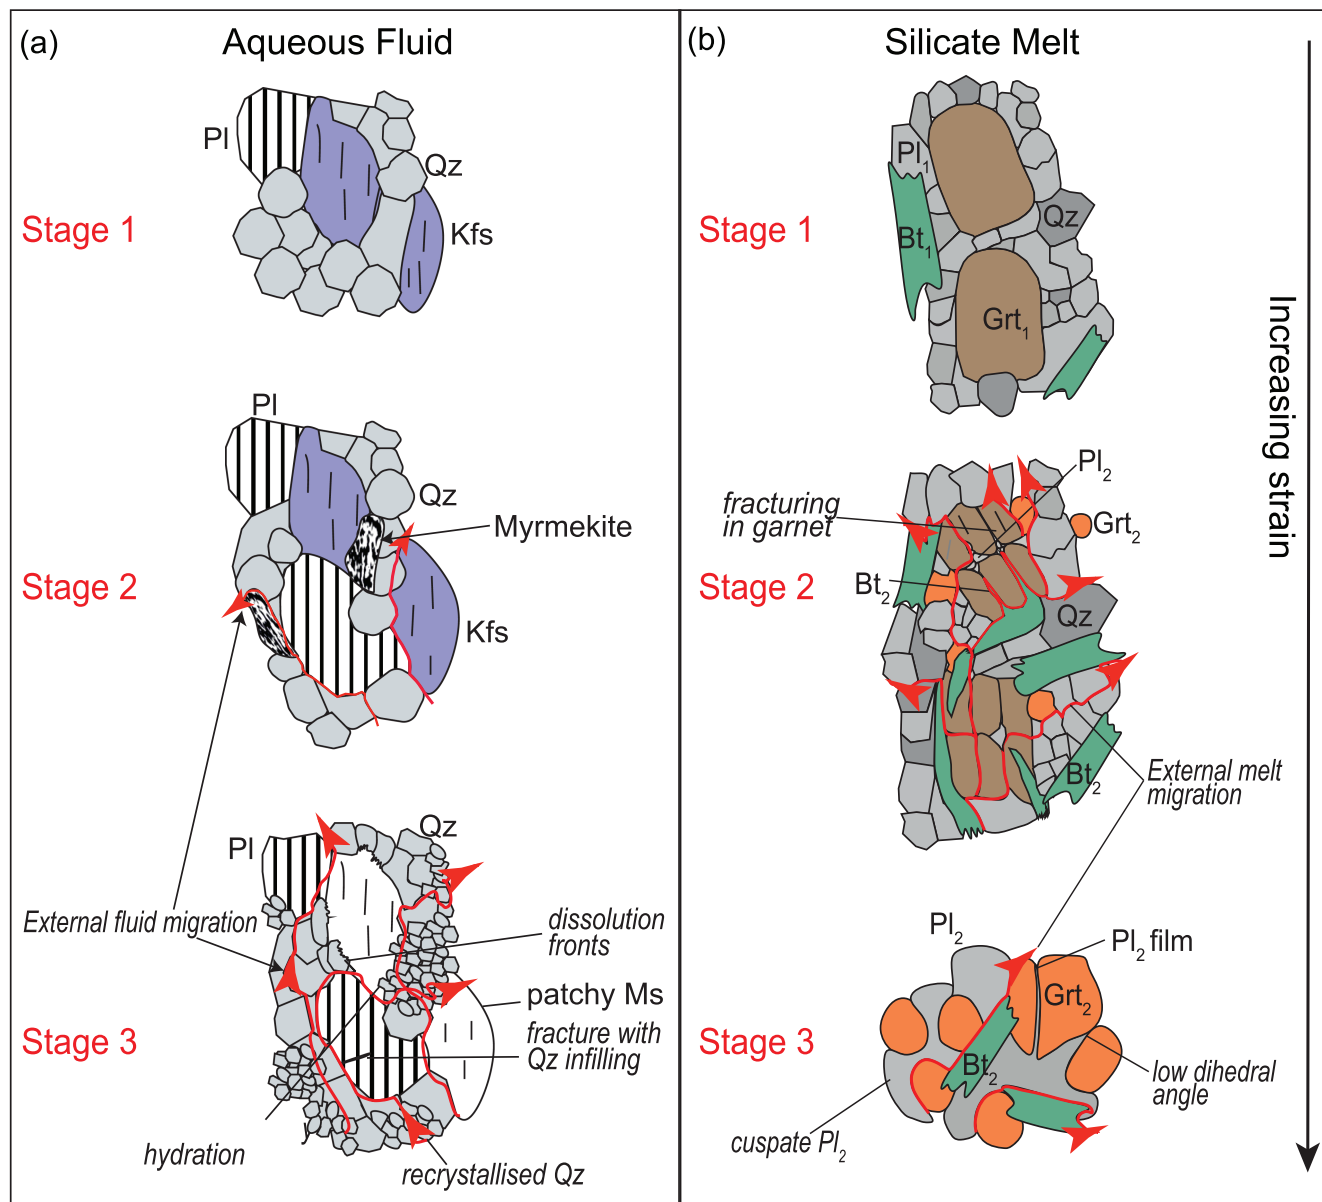 (a)
Aqueous Fluid
Pl
Qz
Stage 1
Kfs
Pl
Qz
Myrmekite
Stage 2
Kfs
Qz
Pl
External fluid migration
dissolution
fronts
patchy Ms
Stage 3
fracture with
Qz infilling
hydration
recrystallised Qz
(b)
Silicate Melt
Pl₁
Qz
Stage 1
Bt₁
Grt₁
Pl₂
fracturing
in garnet
Grt₂
Stage 2
Bt₂
Qz
Bt₂
External melt
migration
Pl₂
Pl₂ film
Grt₂
Stage 3
Bt₂
low dihedral
angle
cuspate Pl₂
Increasing strain